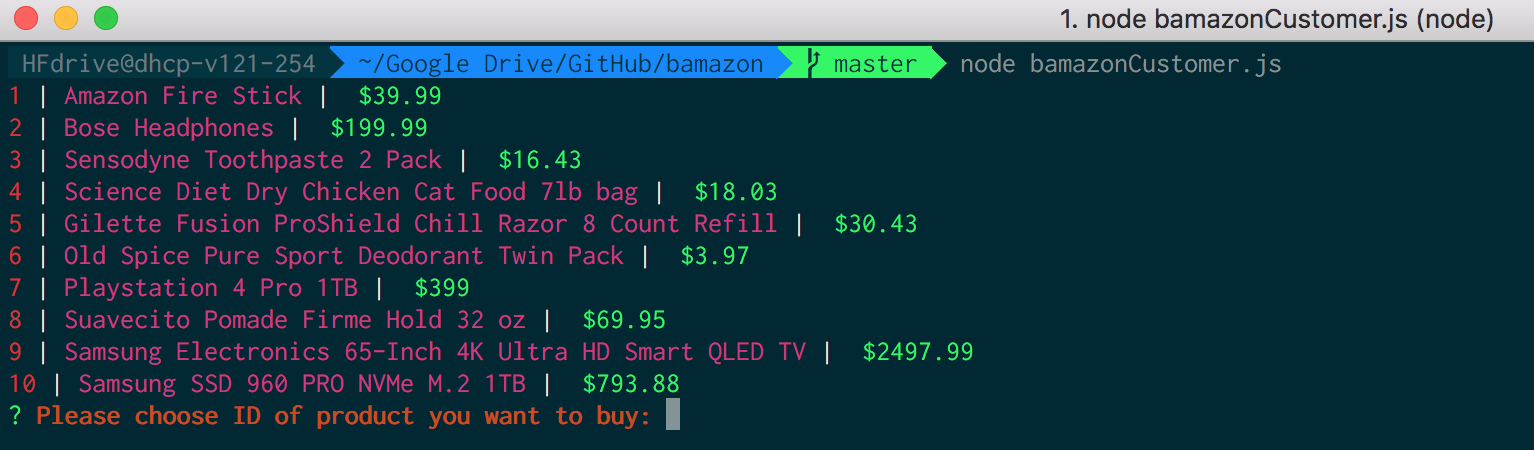 1. node bamazonCustomer.js (node)
HFdrive@dhcp-v121-254 ~/Google Drive/GitHub/bamazon master node bamazonCustomer.js
1 | Amazon Fire Stick | $39.99
2 | Bose Headphones | $199.99
3 | Sensodyne Toothpaste 2 Pack | $16.43
4 | Science Diet Dry Chicken Cat Food 7lb bag | $18.03
5 | Gilette Fusion ProShield Chill Razor 8 Count Refill | $30.43
6 | Old Spice Pure Sport Deodorant Twin Pack | $3.97
7 | Playstation 4 Pro 1TB | $399
8 | Suavecito Pomade Firme Hold 32 oz | $69.95
9 | Samsung Electronics 65-Inch 4K Ultra HD Smart QLED TV | $2497.99
10 | Samsung SSD 960 PRO NVMe M.2 1TB | $793.88
? Please choose ID of product you want to buy: